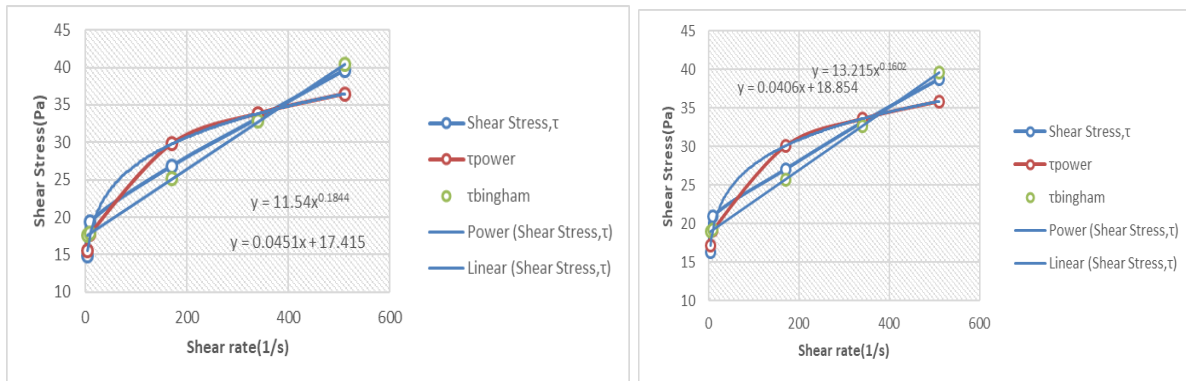 45
40
35
30
25
20
15
10
0
200
400
600
Shear Stress(Pa)
Shear rate(1/s)
y = 11.54x^0.1844
y = 0.0451x + 17.415
Shear Stress,τ
τpower
τbingham
Power (Shear Stress,τ)
Linear (Shear Stress,τ)
45
40
35
30
25
20
15
10
0
200
400
600
Shear Stress(Pa)
Shear rate(1/s)
y = 13.215x^0.1602
y = 0.0406x + 18.854
Shear Stress,τ
τpower
τbingham
Power (Shear Stress,τ)
Linear (Shear Stress,τ)